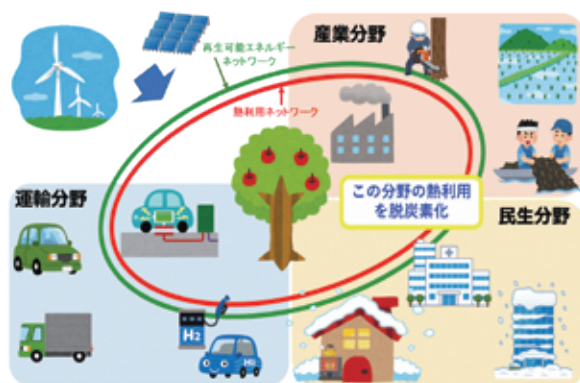 産業分野
再生可能エネルギー
ネットワーク
熱利用ネットワーク
運輸分野
この分野の熱利用
を脱炭素化
民生分野
H2
H2